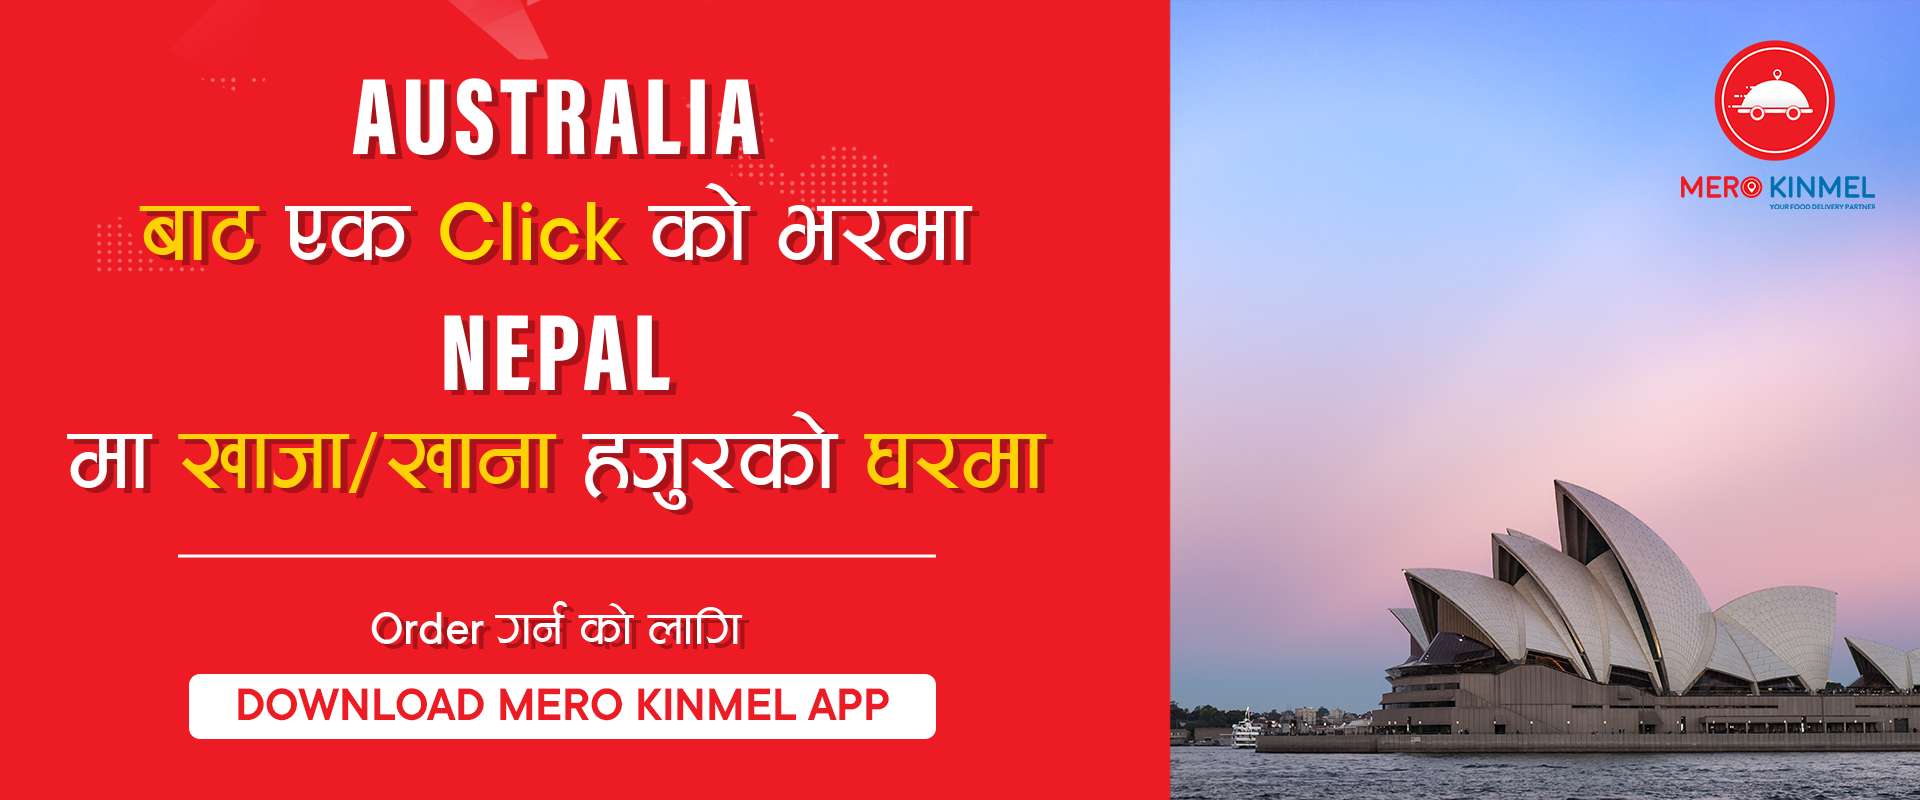 AUSTRALIA
बाट एक Click को भरमा
NEPAL
मा खाजा/खाना हजुरको घरमा
Order गर्न को लागि
DOWNLOAD MERO KINMEL APP
MERO KINMEL
YOUR FOOD DELIVERY PARTNER